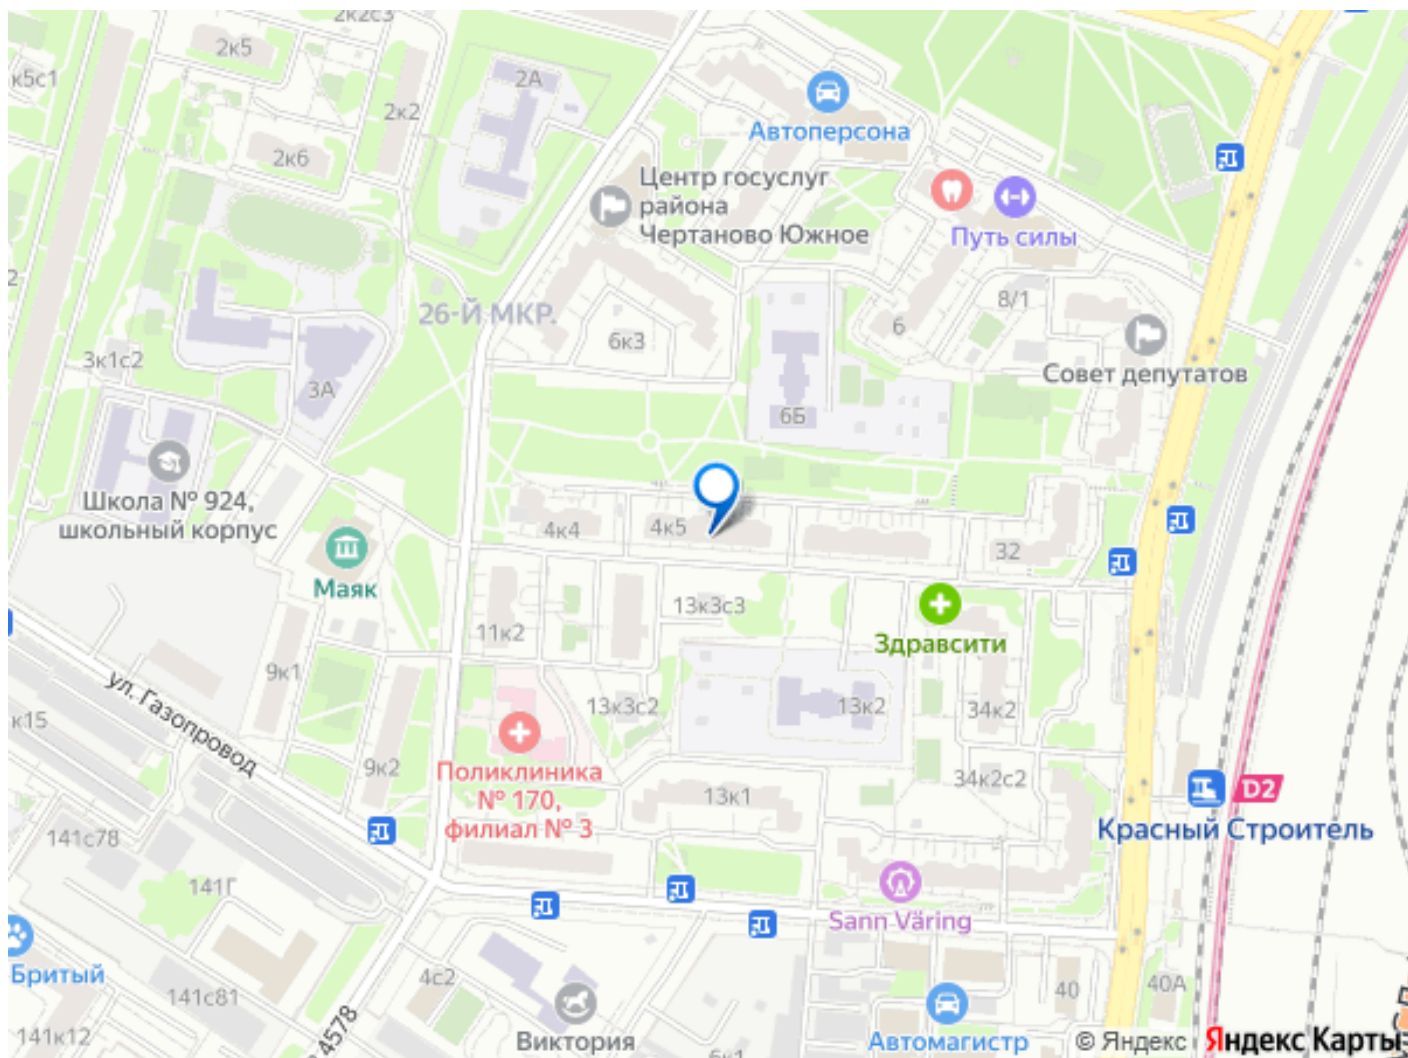 2к2с3
2к5
к5с1
2А
2к2
2к6
Автоперсона
Центр госуслуг
района
Чертаново Южное
Путь силы
2
26-Й МКР.
8/1
6
6к3
3к1с2
3А
Совет депутатов
6Б
Школа № 924,
школьный корпус
4к4
4к5
32
Маяк
13к3с3
Здравсити
11к2
9к1
ул. Газопровод
к15
13к3с2
13к2
34к2
9к2
Поликлиника
№ 170,
филиал № 3
34к2с2
13к1
D2
Красный Строитель
141с78
141Г
Sann Väring
Бритый
4с2
141с81
40
40А
4578
141к12
Виктория
6к1
Автомагистр
© Яндекс
Яндекс Карты